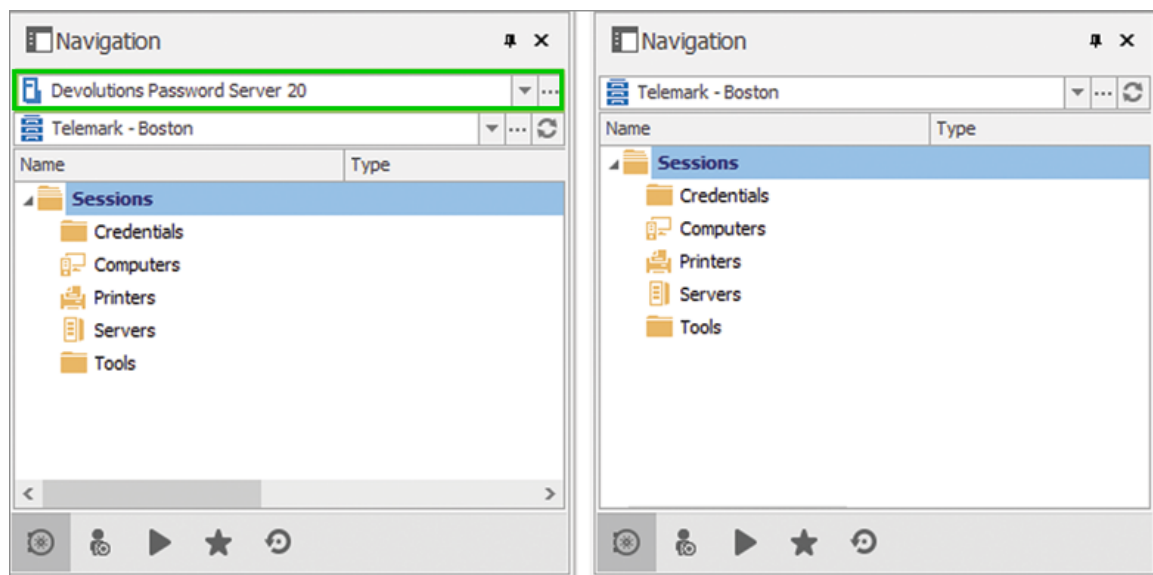 Navigation
Devolutions Password Server 20
Telemark - Boston
Name Type
Sessions
Credentials
Computers
Printers
Servers
Tools
Navigation
Telemark - Boston
Name Type
Sessions
Credentials
Computers
Printers
Servers
Tools